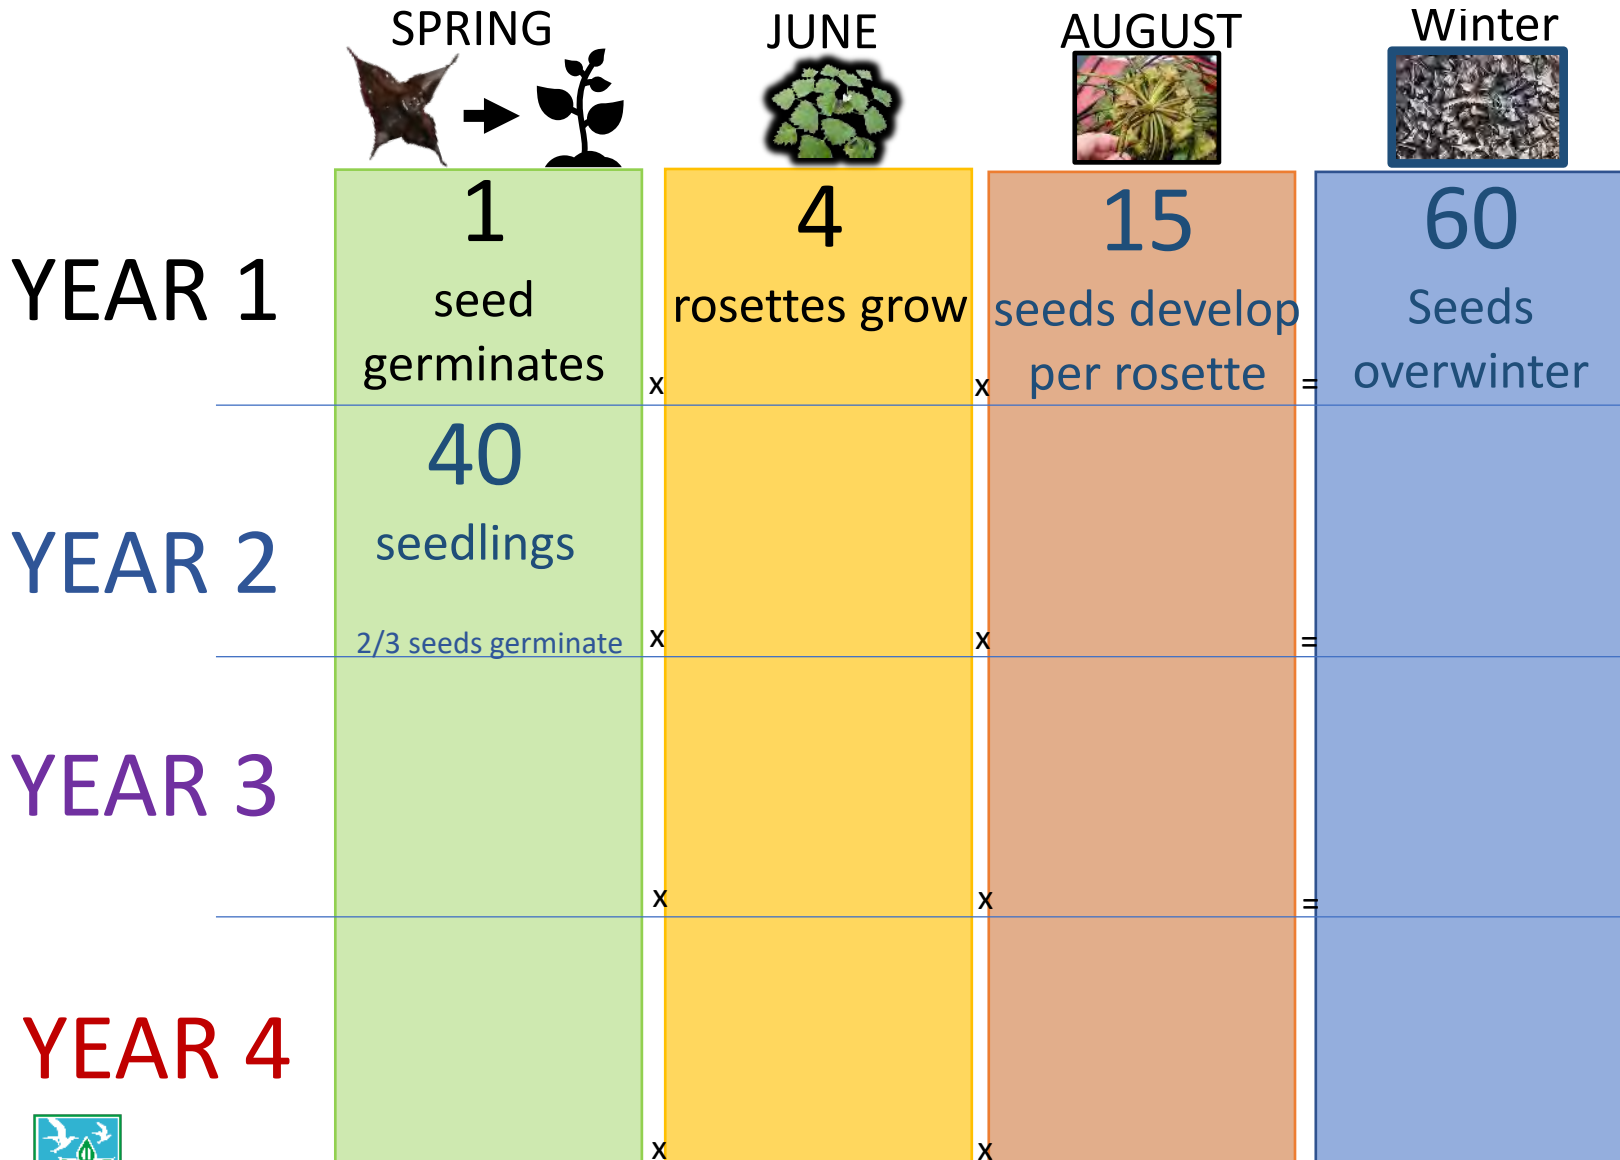 SPRING
JUNE
AUGUST
Winter
YEAR 1
1
seed
germinates
x
4
rosettes grow
x
15
seeds develop
per rosette
=
60
Seeds
overwinter
YEAR 2
40
seedlings
2/3 seeds germinate
x
x
=
YEAR 3
x
x
=
YEAR 4
x
x